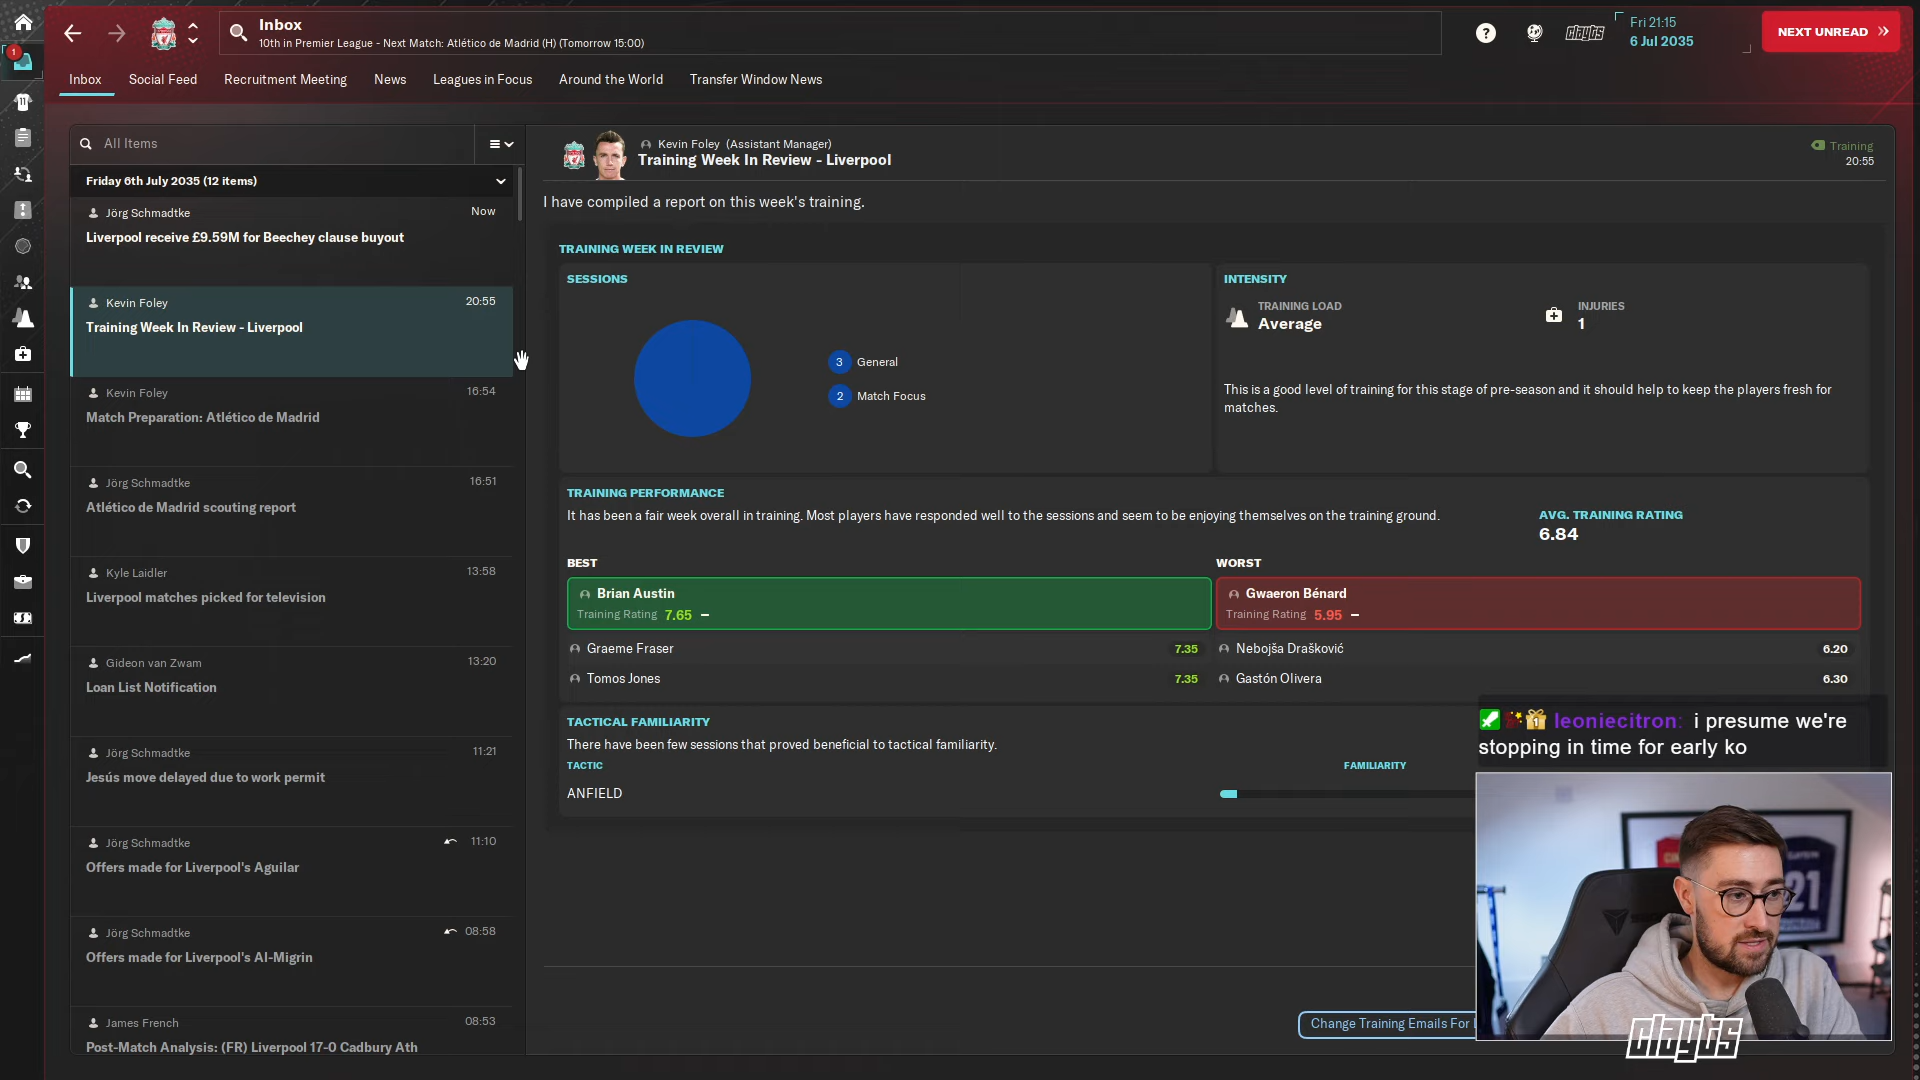 Inbox
10th in Premier League - Next Match: Atlético de Madrid (H) (Tomorrow 15:00)
?
clayts
Fri 21:15
6 Jul 2035
NEXT UNREAD
1
Inbox
Social Feed
Recruitment Meeting
News
Leagues in Focus
Around the World
Transfer Window News
11
All Items
Friday 6th July 2035 (12 items)
Jörg Schmadtke
Now
Liverpool receive £9.59M for Beechey clause buyout
Kevin Foley
20:55
Training Week In Review - Liverpool
Kevin Foley
16:54
Match Preparation: Atlético de Madrid
Jörg Schmadtke
16:51
Atlético de Madrid scouting report
Kyle Laidler
13:58
Liverpool matches picked for television
Gideon van Zwam
13:20
Loan List Notification
Jörg Schmadtke
11:21
Jesús move delayed due to work permit
Jörg Schmadtke
11:10
Offers made for Liverpool's Aguilar
Jörg Schmadtke
08:58
Offers made for Liverpool's Al-Migrin
James French
08:53
Post-Match Analysis: (FR) Liverpool 17-0 Cadbury Ath
Kevin Foley (Assistant Manager)
Training Week In Review - Liverpool
Training
20:55
I have compiled a report on this week's training.
TRAINING WEEK IN REVIEW
SESSIONS
3 General
2 Match Focus
INTENSITY
TRAINING LOAD
Average
INJURIES
1
This is a good level of training for this stage of pre-season and it should help to keep the players fresh for
matches.
TRAINING PERFORMANCE
It has been a fair week overall in training. Most players have responded well to the sessions and seem to be enjoying themselves on the training ground.
AVG. TRAINING RATING
6.84
BEST
Brian Austin
Training Rating 7.65 –
Graeme Fraser 7.35
Tomos Jones 7.35
WORST
Gwaeron Bénard
Training Rating 5.95 –
Nebojša Drašković 6.20
Gastón Olivera 6.30
TACTICAL FAMILIARITY
There have been few sessions that proved beneficial to tactical familiarity.
TACTIC
FAMILIARITY
ANFIELD
Change Training Emails For
1 leoniecitron: i presume we're
stopping in time for early ko
21
clayts